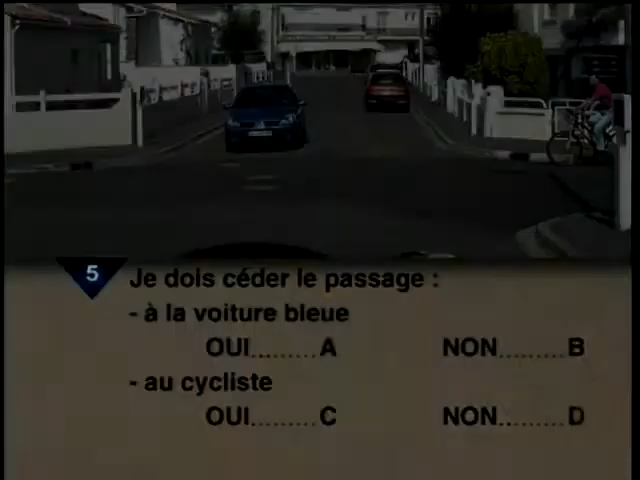 5 Je dois céder le passage :
- à la voiture bleue
OUI.........A NON.........B
- au cycliste
OUI.........C NON.........D